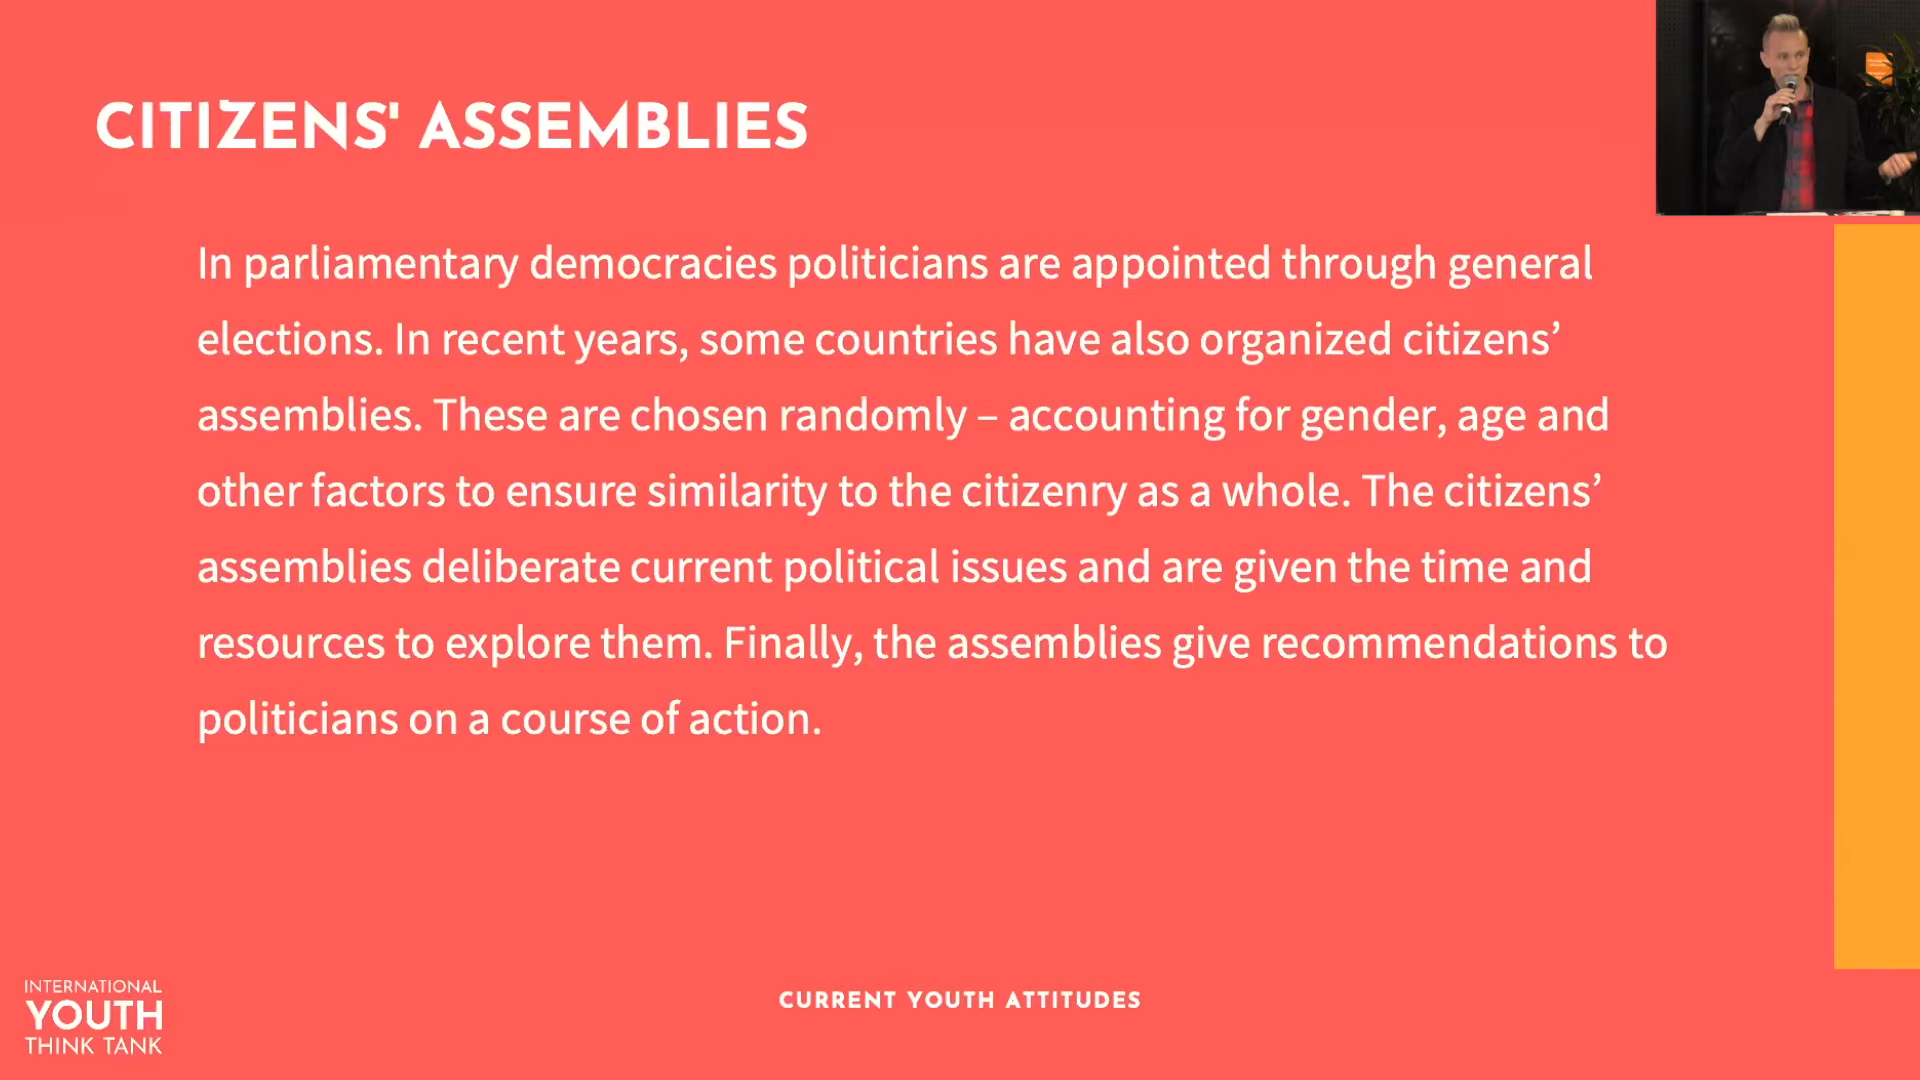 CITIZENS' ASSEMBLIES
In parliamentary democracies politicians are appointed through general
elections. In recent years, some countries have also organized citizens’
assemblies. These are chosen randomly – accounting for gender, age and
other factors to ensure similarity to the citizenry as a whole. The citizens’
assemblies deliberate current political issues and are given the time and
resources to explore them. Finally, the assemblies give recommendations to
politicians on a course of action.
INTERNATIONAL
YOUTH
THINK TANK
CURRENT YOUTH ATTITUDES